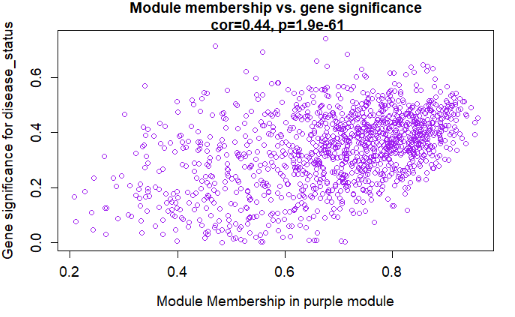 Module membership vs. gene significance
cor=0.44, p=1.9e-61
Gene significance for disease_status
0.0
0.2
0.4
0.6
0.2
0.4
0.6
0.8
Module Membership in purple module